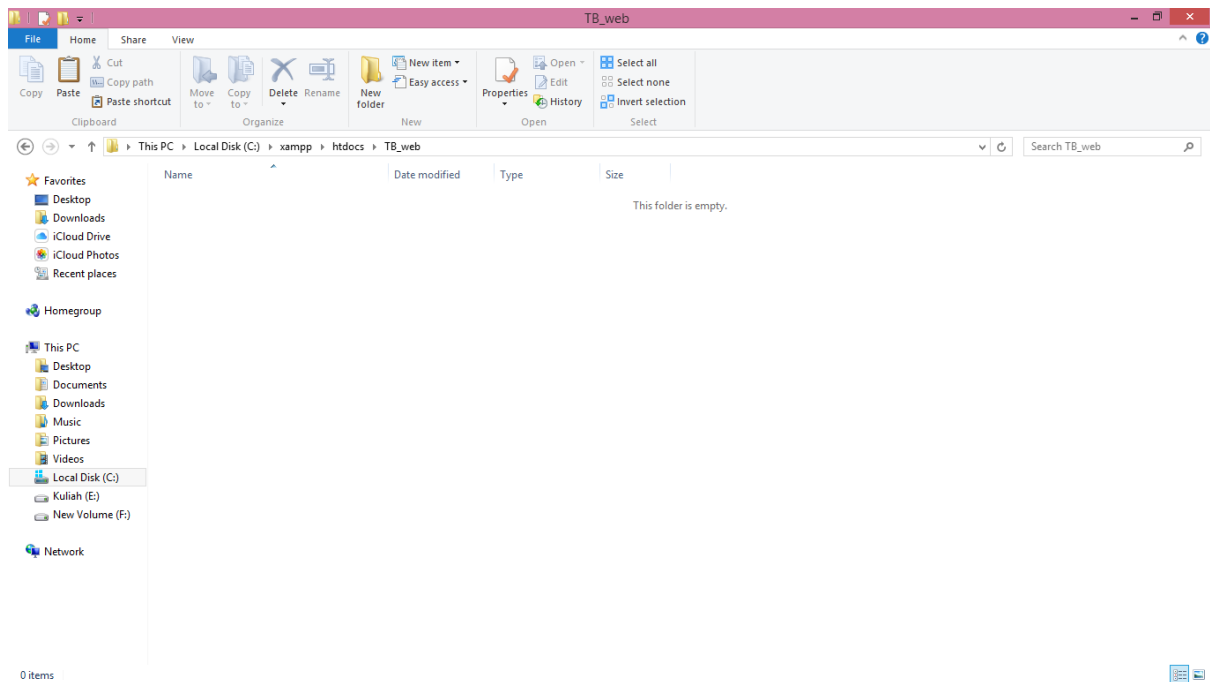 TB_web
File Home Share View
Copy
Paste
Cut
Copy path
Paste shortcut
Clipboard
Move to
Copy to
Delete
Rename
Organize
New folder
New item
Easy access
New
Properties
Open
Edit
History
Open
Select all
Select none
Invert selection
Select
This PC Local Disk (C:) xampp htdocs TB_web
Search TB_web
Name Date modified Type Size
This folder is empty.
Favorites
Desktop
Downloads
iCloud Drive
iCloud Photos
Recent places
Homegroup
This PC
Desktop
Documents
Downloads
Music
Pictures
Videos
Local Disk (C:)
Kuliah (E:)
New Volume (F:)
Network
0 items